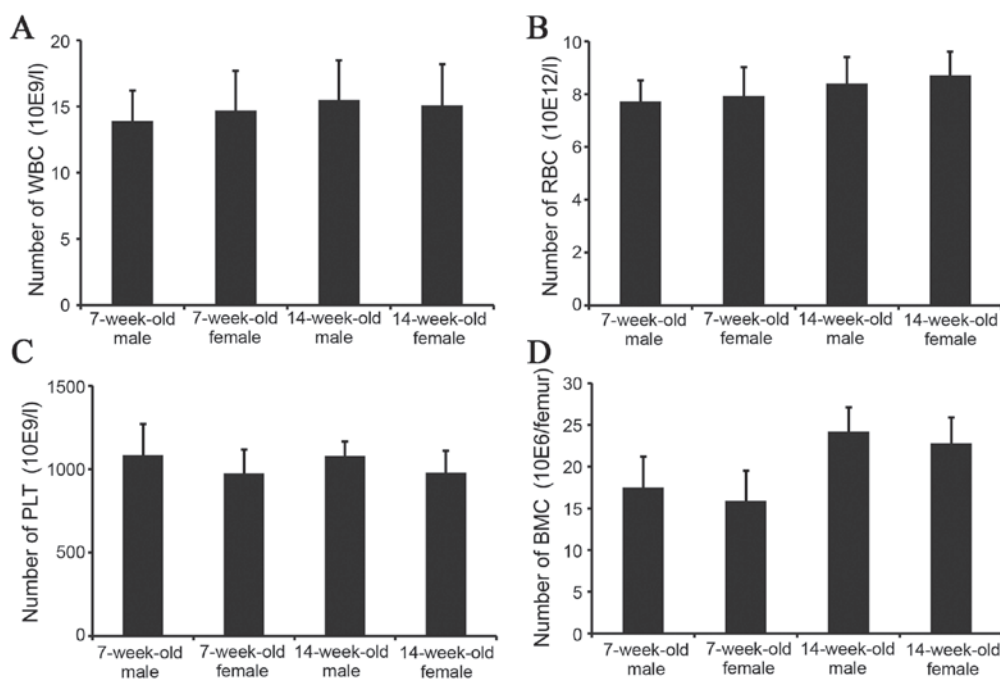 A
Number of WBC (10E9/l)
20
15
10
5
0
7-week-old
male
7-week-old
female
14-week-old
male
14-week-old
female
B
Number of RBC (10E12/l)
10
8
6
4
2
0
7-week-old
male
7-week-old
female
14-week-old
male
14-week-old
female
C
Number of PLT (10E9/l)
1500
1000
500
0
7-week-old
male
7-week-old
female
14-week-old
male
14-week-old
female
D
Number of BMC (10E6/femur)
30
25
20
15
10
5
0
7-week-old
male
7-week-old
female
14-week-old
male
14-week-old
female